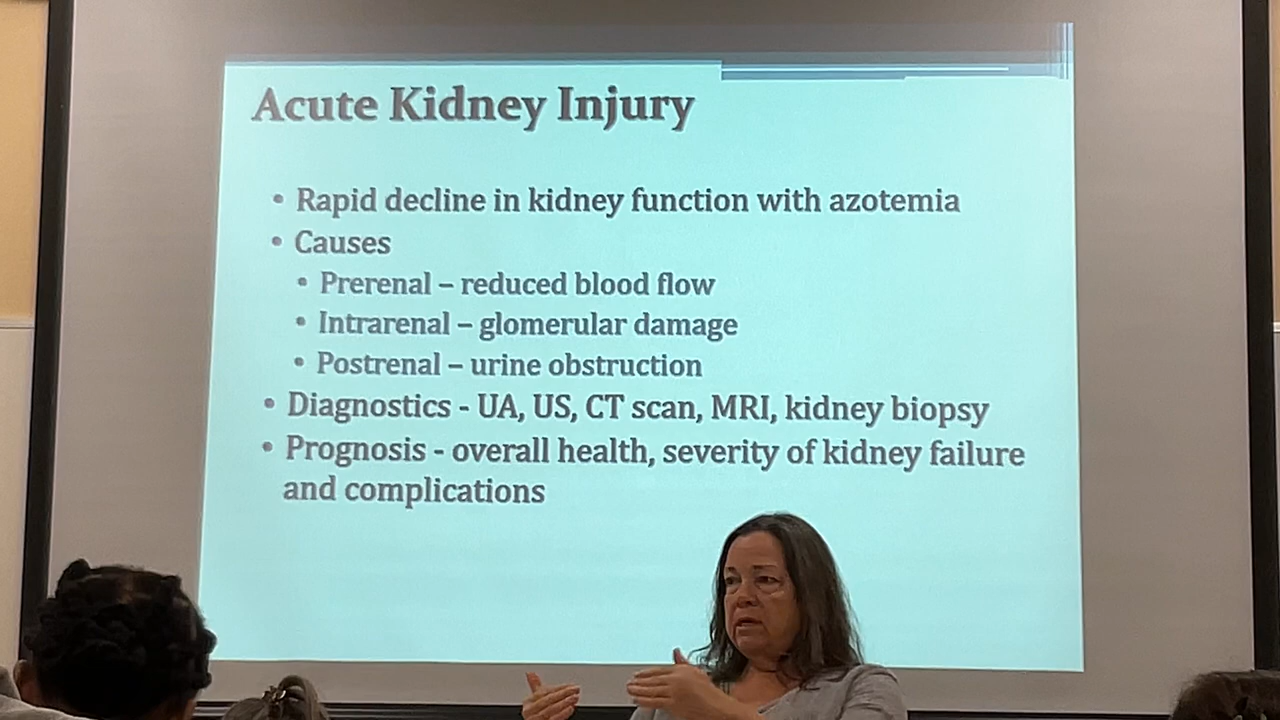 Acute Kidney Injury
• Rapid decline in kidney function with azotemia
• Causes
• Prerenal – reduced blood flow
• Intrarenal – glomerular damage
• Postrenal – urine obstruction
• Diagnostics - UA, US, CT scan, MRI, kidney biopsy
• Prognosis - overall health, severity of kidney failure
and complications